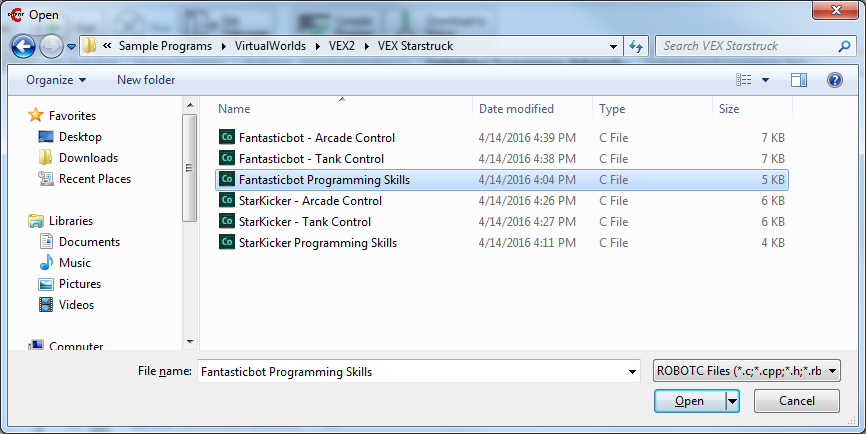 Open
« Sample Programs VirtualWorlds VEX2 VEX Starstruck Search VEX Starstruck
Organize New folder
Name Date modified Type Size
Favorites
Desktop
Downloads
Recent Places
Libraries
Documents
Music
Pictures
Videos
Computer
Fantasticbot - Arcade Control 4/14/2016 4:39 PM C File 7 KB
Fantasticbot - Tank Control 4/14/2016 4:38 PM C File 7 KB
Fantasticbot Programming Skills 4/14/2016 4:04 PM C File 5 KB
StarKicker - Arcade Control 4/14/2016 4:26 PM C File 6 KB
StarKicker - Tank Control 4/14/2016 4:27 PM C File 6 KB
StarKicker Programming Skills 4/14/2016 4:11 PM C File 4 KB
File name: Fantasticbot Programming Skills ROBOTC Files (*.c;*.cpp;*.h;*.rb
Open Cancel